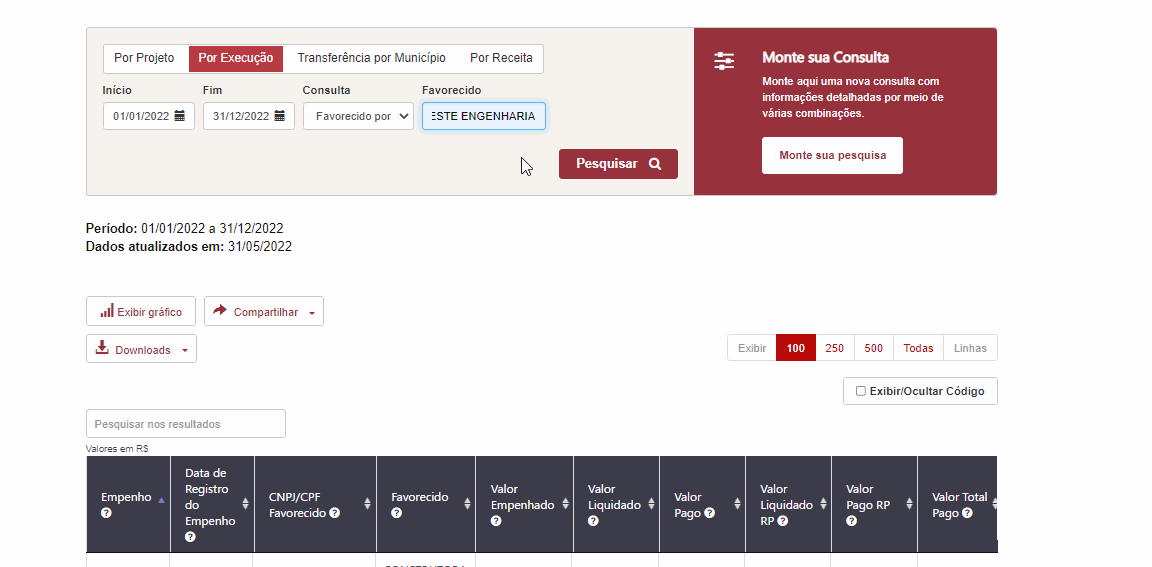 Por Projeto Por Execução Transferência por Município Por Receita
Início Fim Consulta Favorecido
01/01/2022 31/12/2022 Favorecido por ESTE ENGENHARIA
Pesquisar
Monte sua Consulta
Monte aqui uma nova consulta com
informações detalhadas por meio de
várias combinações.
Monte sua pesquisa
Período: 01/01/2022 a 31/12/2022
Dados atualizados em: 31/05/2022
Exibir gráfico Compartilhar
Downloads
Exibir 100 250 500 Todas Linhas
Exibir/Ocultar Código
Pesquisar nos resultados
Valores em R$
Empenho
Data de
Registro
do
Empenho
CNPJ/CPF
Favorecido
Favorecido
Valor
Empenhado
Valor
Liquidado
Valor
Pago
Valor
Liquidado
RP
Valor
Pago RP
Valor Total
Pago